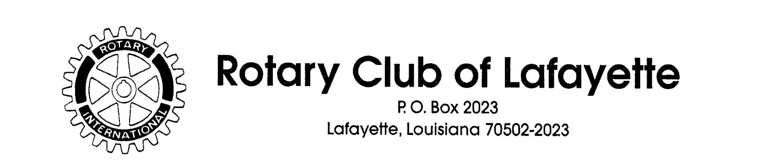 ROTARY
INTERNATIONAL
Rotary Club of Lafayette
P.O. Box 2023
Lafayette, Louisiana 70502-2023